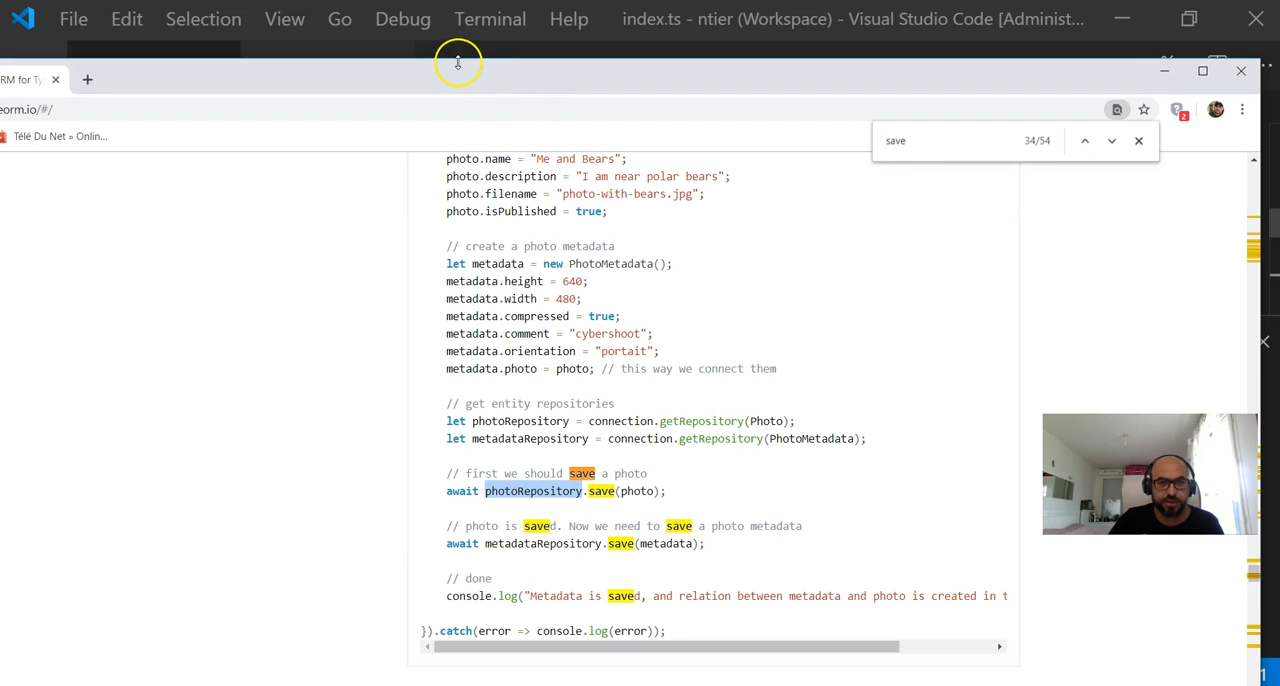 File Edit Selection View Go Debug Terminal Help index.ts - ntier (Workspace) - Visual Studio Code [Administ...
RM for Ty
eorm.io/#/
2
Télé Du Net » Onlin...
save 34/54
photo.name = "Me and Bears";
photo.description = "I am near polar bears";
photo.filename = "photo-with-bears.jpg";
photo.isPublished = true;
// create a photo metadata
let metadata = new PhotoMetadata();
metadata.height = 640;
metadata.width = 480;
metadata.compressed = true;
metadata.comment = "cybershoot";
metadata.orientation = "portait";
metadata.photo = photo; // this way we connect them
// get entity repositories
let photoRepository = connection.getRepository(Photo);
let metadataRepository = connection.getRepository(PhotoMetadata);
// first we should save a photo
await photoRepository.save(photo);
// photo is saved. Now we need to save a photo metadata
await metadataRepository.save(metadata);
// done
console.log("Metadata is saved, and relation between metadata and photo is created in t
}).catch(error => console.log(error));
1